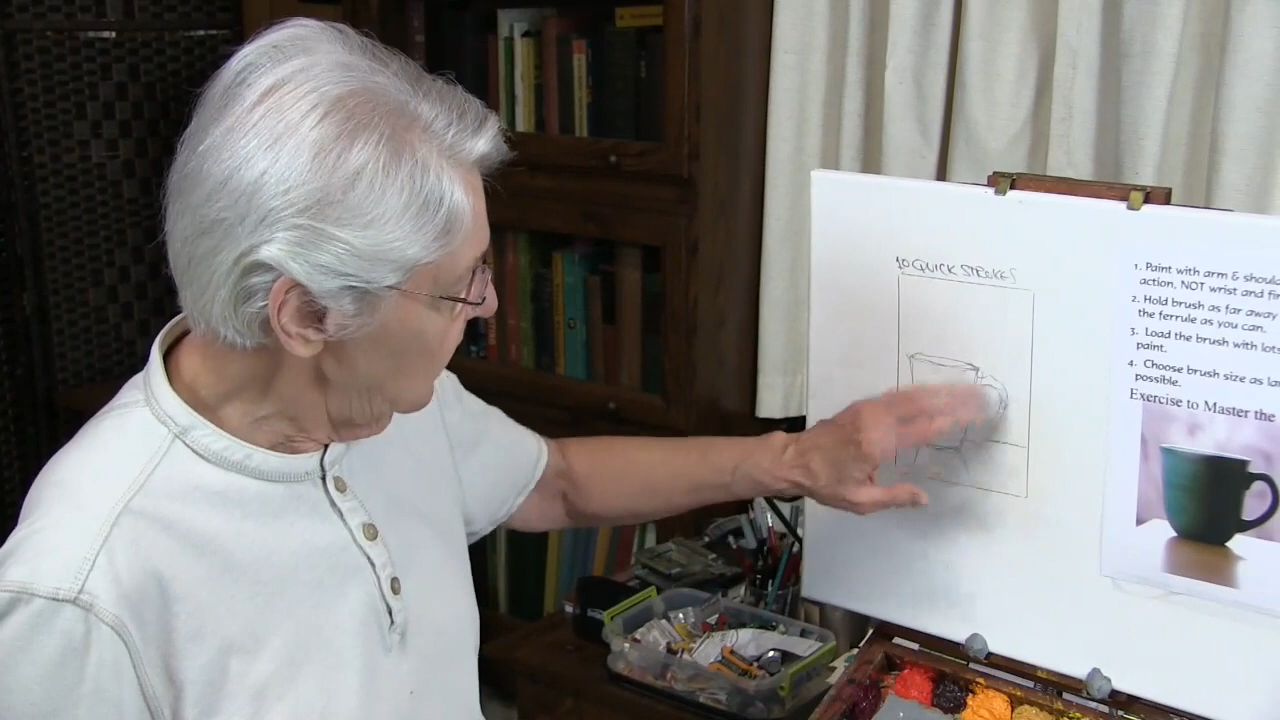 10 QUICK STROKES
1. Paint with arm & should
action, NOT wrist and fi
2. Hold brush as far away
the ferrule as you can.
3. Load the brush with lots
paint.
4. Choose brush size as la
possible.
Exercise to Master the